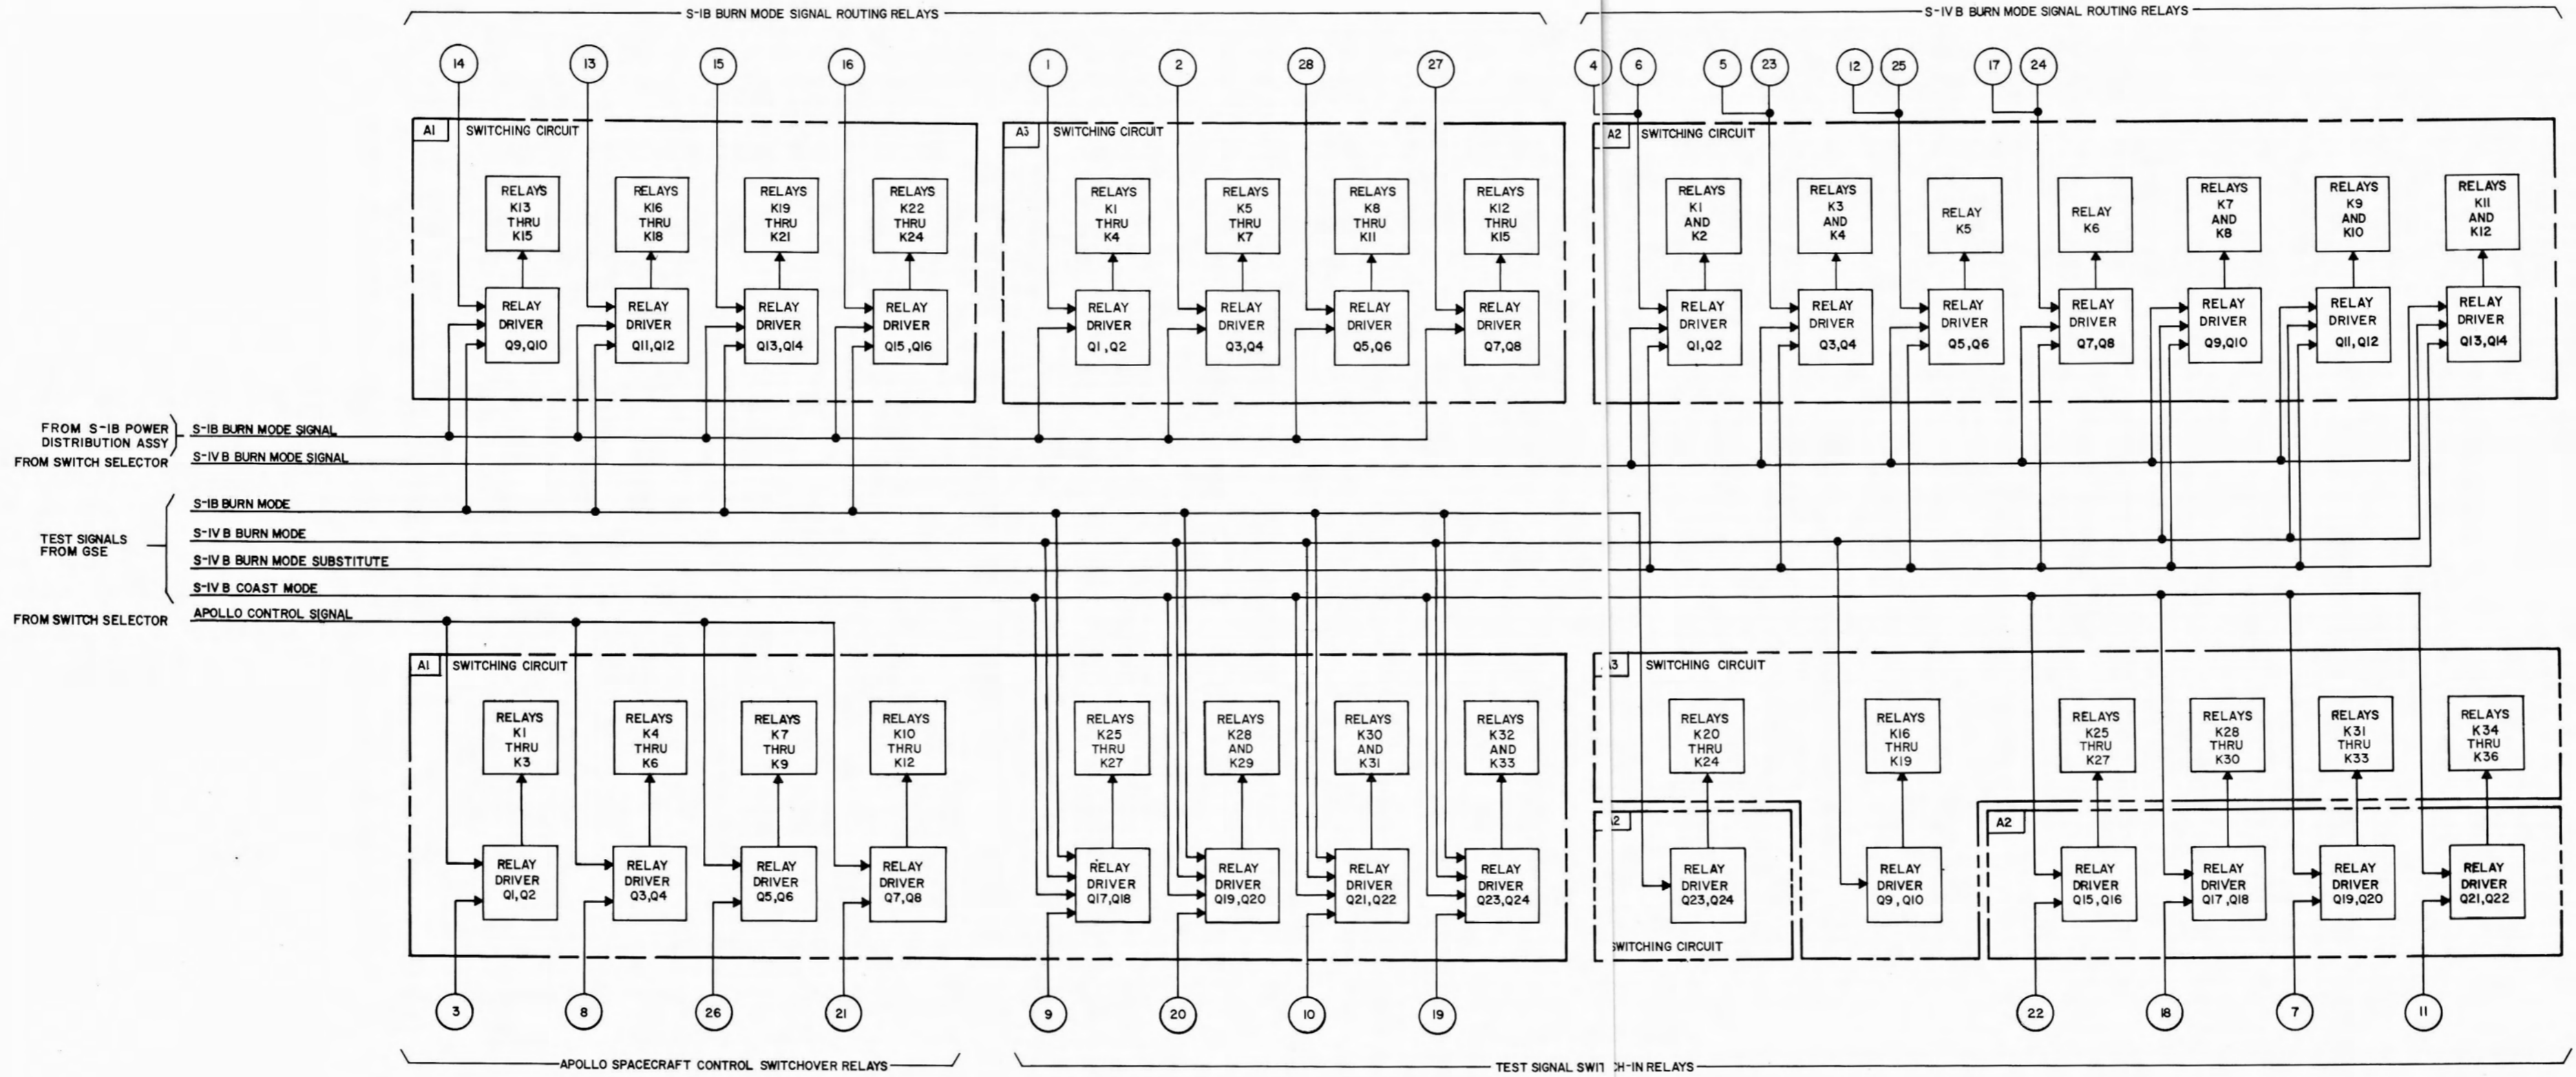 S-IB BURN MODE SIGNAL ROUTING RELAYS
S-IVB BURN MODE SIGNAL ROUTING RELAYS
14
13
15
16
1
2
28
27
4
6
5
23
12
25
17
24
A1
SWITCHING CIRCUIT
RELAYS
K13
THRU
K15
RELAYS
K16
THRU
K18
RELAYS
K19
THRU
K21
RELAYS
K22
THRU
K24
RELAY
DRIVER
Q9,Q10
RELAY
DRIVER
Q11,Q12
RELAY
DRIVER
Q13,Q14
RELAY
DRIVER
Q15,Q16
A3
SWITCHING CIRCUIT
RELAYS
K1
THRU
K4
RELAYS
K5
THRU
K7
RELAYS
K8
THRU
K11
RELAYS
K12
THRU
K15
RELAY
DRIVER
Q1,Q2
RELAY
DRIVER
Q3,Q4
RELAY
DRIVER
Q5,Q6
RELAY
DRIVER
Q7,Q8
A2
SWITCHING CIRCUIT
RELAYS
K1
AND
K2
RELAYS
K3
AND
K4
RELAY
K5
RELAY
K6
RELAYS
K7
AND
K8
RELAYS
K9
AND
K10
RELAYS
K11
AND
K12
RELAY
DRIVER
Q1,Q2
RELAY
DRIVER
Q3,Q4
RELAY
DRIVER
Q5,Q6
RELAY
DRIVER
Q7,Q8
RELAY
DRIVER
Q9,Q10
RELAY
DRIVER
Q11,Q12
RELAY
DRIVER
Q13,Q14
FROM S-IB POWER
DISTRIBUTION ASSY
S-IB BURN MODE SIGNAL
FROM SWITCH SELECTOR
S-IVB BURN MODE SIGNAL
TEST SIGNALS
FROM GSE
S-IB BURN MODE
S-IVB BURN MODE
S-IVB BURN MODE SUBSTITUTE
S-IVB COAST MODE
FROM SWITCH SELECTOR
APOLLO CONTROL SIGNAL
A1
SWITCHING CIRCUIT
RELAYS
K1
THRU
K3
RELAYS
K4
THRU
K6
RELAYS
K7
THRU
K9
RELAYS
K10
THRU
K12
RELAYS
K25
THRU
K27
RELAYS
K28
AND
K29
RELAYS
K30
AND
K31
RELAYS
K32
AND
K33
RELAY
DRIVER
Q1,Q2
RELAY
DRIVER
Q3,Q4
RELAY
DRIVER
Q5,Q6
RELAY
DRIVER
Q7,Q8
RELAY
DRIVER
Q17,Q18
RELAY
DRIVER
Q19,Q20
RELAY
DRIVER
Q21,Q22
RELAY
DRIVER
Q23,Q24
A3
SWITCHING CIRCUIT
RELAYS
K20
THRU
K24
RELAYS
K16
THRU
K19
RELAYS
K25
THRU
K27
RELAYS
K28
THRU
K30
RELAYS
K31
THRU
K33
RELAYS
K34
THRU
K36
A2
RELAY
DRIVER
Q23,Q24
SWITCHING CIRCUIT
RELAY
DRIVER
Q9,Q10
A2
RELAY
DRIVER
Q15,Q16
RELAY
DRIVER
Q17,Q18
RELAY
DRIVER
Q19,Q20
RELAY
DRIVER
Q21,Q22
3
8
26
21
9
20
10
19
22
18
7
11
APOLLO SPACECRAFT CONTROL SWITCHOVER RELAYS
TEST SIGNAL SWITCH-IN RELAYS